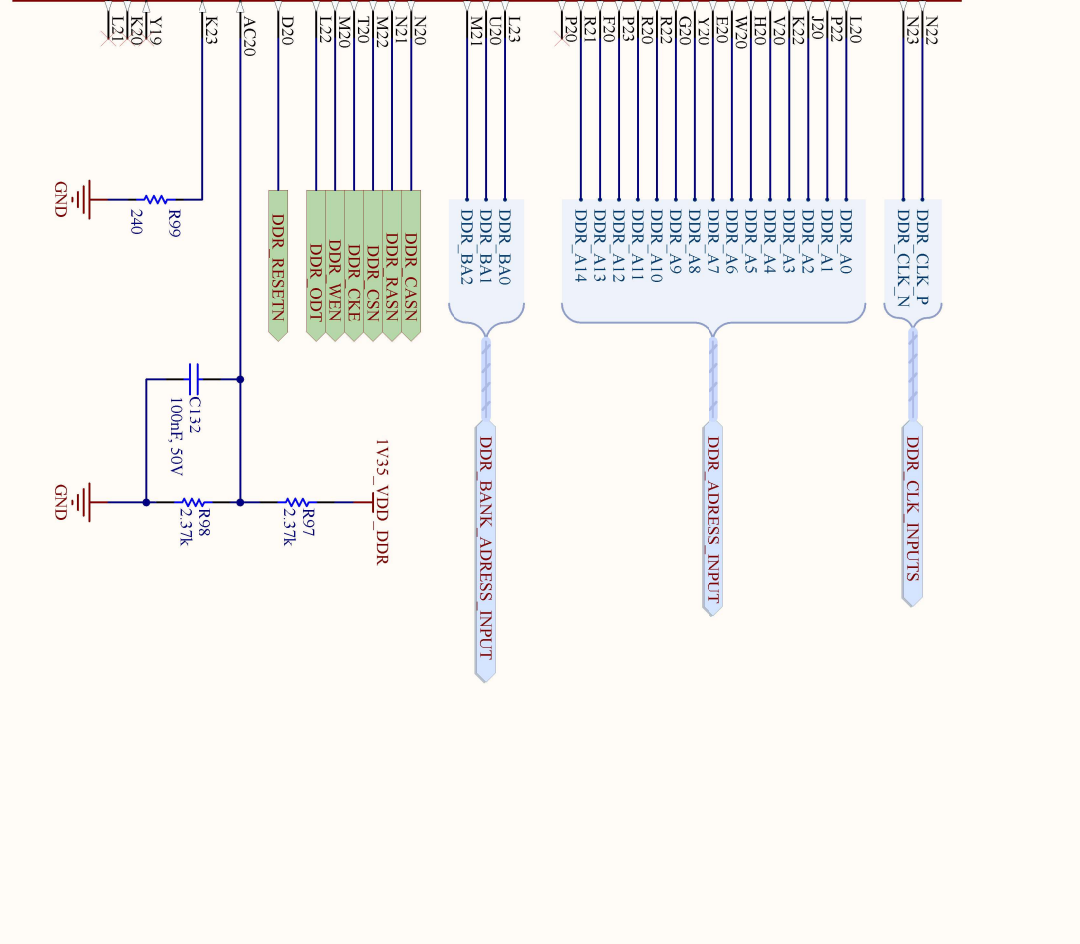 N22
N23
L20
P22
J20
K22
V20
H20
W20
E20
Y20
G20
R22
R20
P23
F20
R21
P20
L23
U20
M21
N20
N21
M22
T20
M20
L22
D20
AC20
K23
Y19
K20
L21
DDR_CLK_P
DDR_CLK_N
DDR_A0
DDR_A1
DDR_A2
DDR_A3
DDR_A4
DDR_A5
DDR_A6
DDR_A7
DDR_A8
DDR_A9
DDR_A10
DDR_A11
DDR_A12
DDR_A13
DDR_A14
DDR_BA0
DDR_BA1
DDR_BA2
DDR_CASN
DDR_RASN
DDR_CSN
DDR_CKE
DDR_WEN
DDR_ODT
DDR_RESETN
R99
240
GND
DDR_CLK_INPUTS
DDR_ADRESS_INPUT
DDR_BANK_ADRESS_INPUT
C132
100nF, 50V
1V35_VDD_DDR
R97
2.37k
R98
2.37k
GND